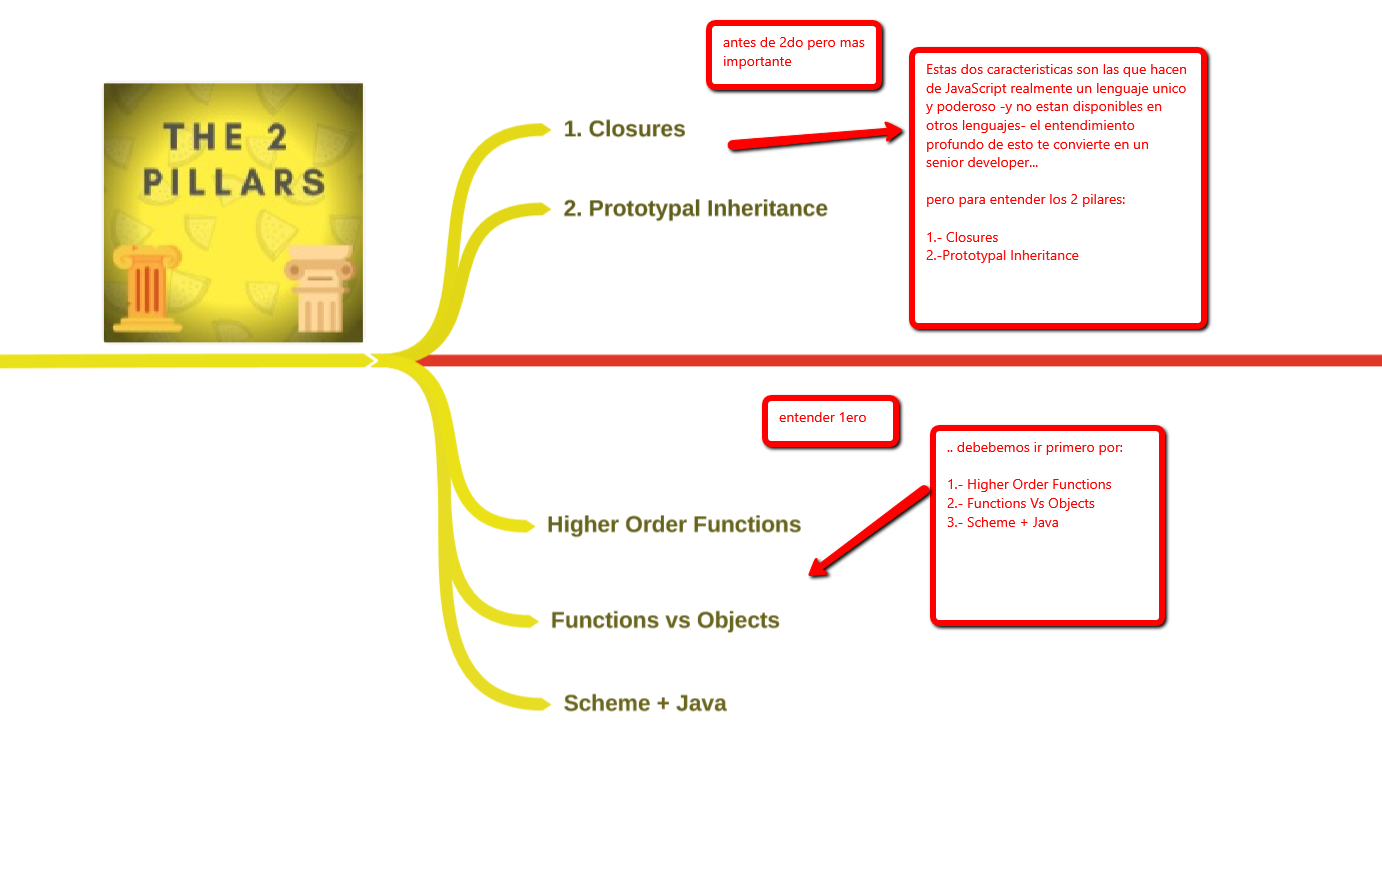 THE 2
PILLARS
antes de 2do pero mas
importante
1. Closures
2. Prototypal Inheritance
Estas dos caracteristicas son las que hacen
de JavaScript realmente un lenguaje unico
y poderoso -y no estan disponibles en
otros lenguajes- el entendimiento
profundo de esto te convierte en un
senior developer...
pero para entender los 2 pilares:
1.- Closures
2.-Prototypal Inheritance
entender 1ero
.. debebemos ir primero por:
1.- Higher Order Functions
2.- Functions Vs Objects
3.- Scheme + Java
Higher Order Functions
Functions vs Objects
Scheme + Java